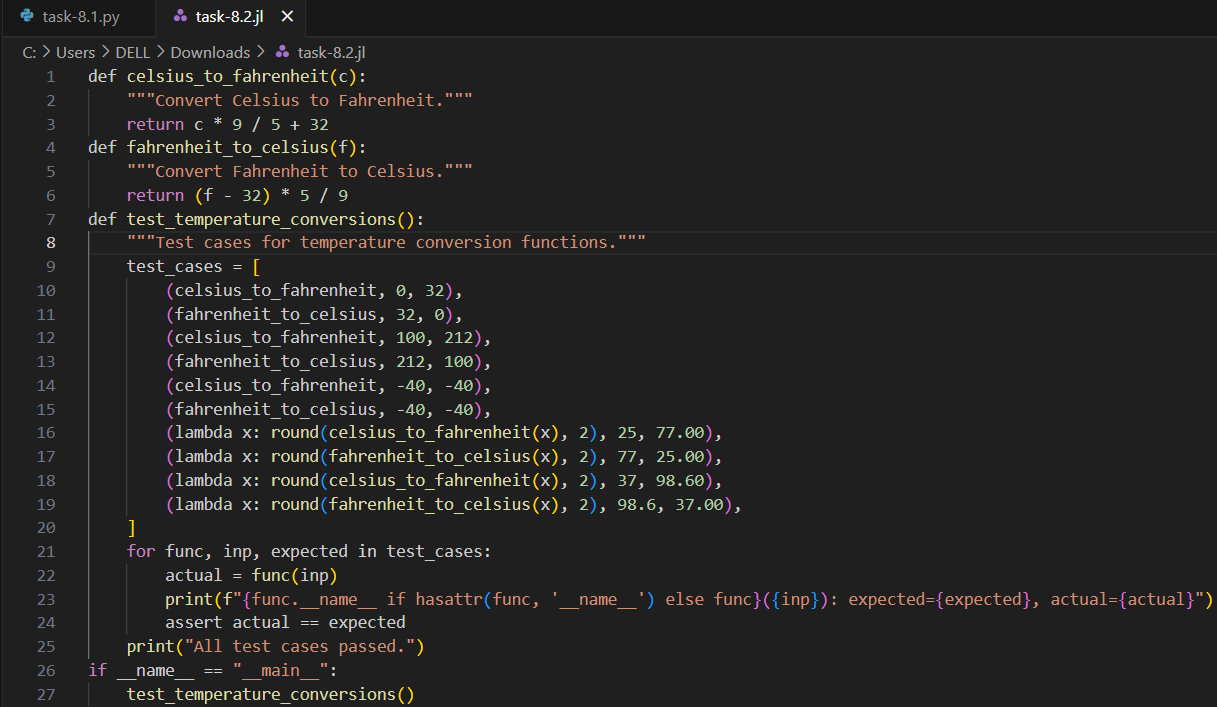 task-8.1.py task-8.2.jl
C: > Users > DELL > Downloads > task-8.2.jl
1 def celsius_to_fahrenheit(c):
2     """Convert Celsius to Fahrenheit."""
3     return c * 9 / 5 + 32
4 def fahrenheit_to_celsius(f):
5     """Convert Fahrenheit to Celsius."""
6     return (f - 32) * 5 / 9
7 def test_temperature_conversions():
8     """Test cases for temperature conversion functions."""
9     test_cases = [
10         (celsius_to_fahrenheit, 0, 32),
11         (fahrenheit_to_celsius, 32, 0),
12         (celsius_to_fahrenheit, 100, 212),
13         (fahrenheit_to_celsius, 212, 100),
14         (celsius_to_fahrenheit, -40, -40),
15         (fahrenheit_to_celsius, -40, -40),
16         (lambda x: round(celsius_to_fahrenheit(x), 2), 25, 77.00),
17         (lambda x: round(fahrenheit_to_celsius(x), 2), 77, 25.00),
18         (lambda x: round(celsius_to_fahrenheit(x), 2), 37, 98.60),
19         (lambda x: round(fahrenheit_to_celsius(x), 2), 98.6, 37.00),
20     ]
21     for func, inp, expected in test_cases:
22         actual = func(inp)
23         print(f"{func.__name__ if hasattr(func, '__name__') else func}({inp}): expected={expected}, actual={actual}")
24         assert actual == expected
25     print("All test cases passed.")
26 if __name__ == "__main__":
27     test_temperature_conversions()